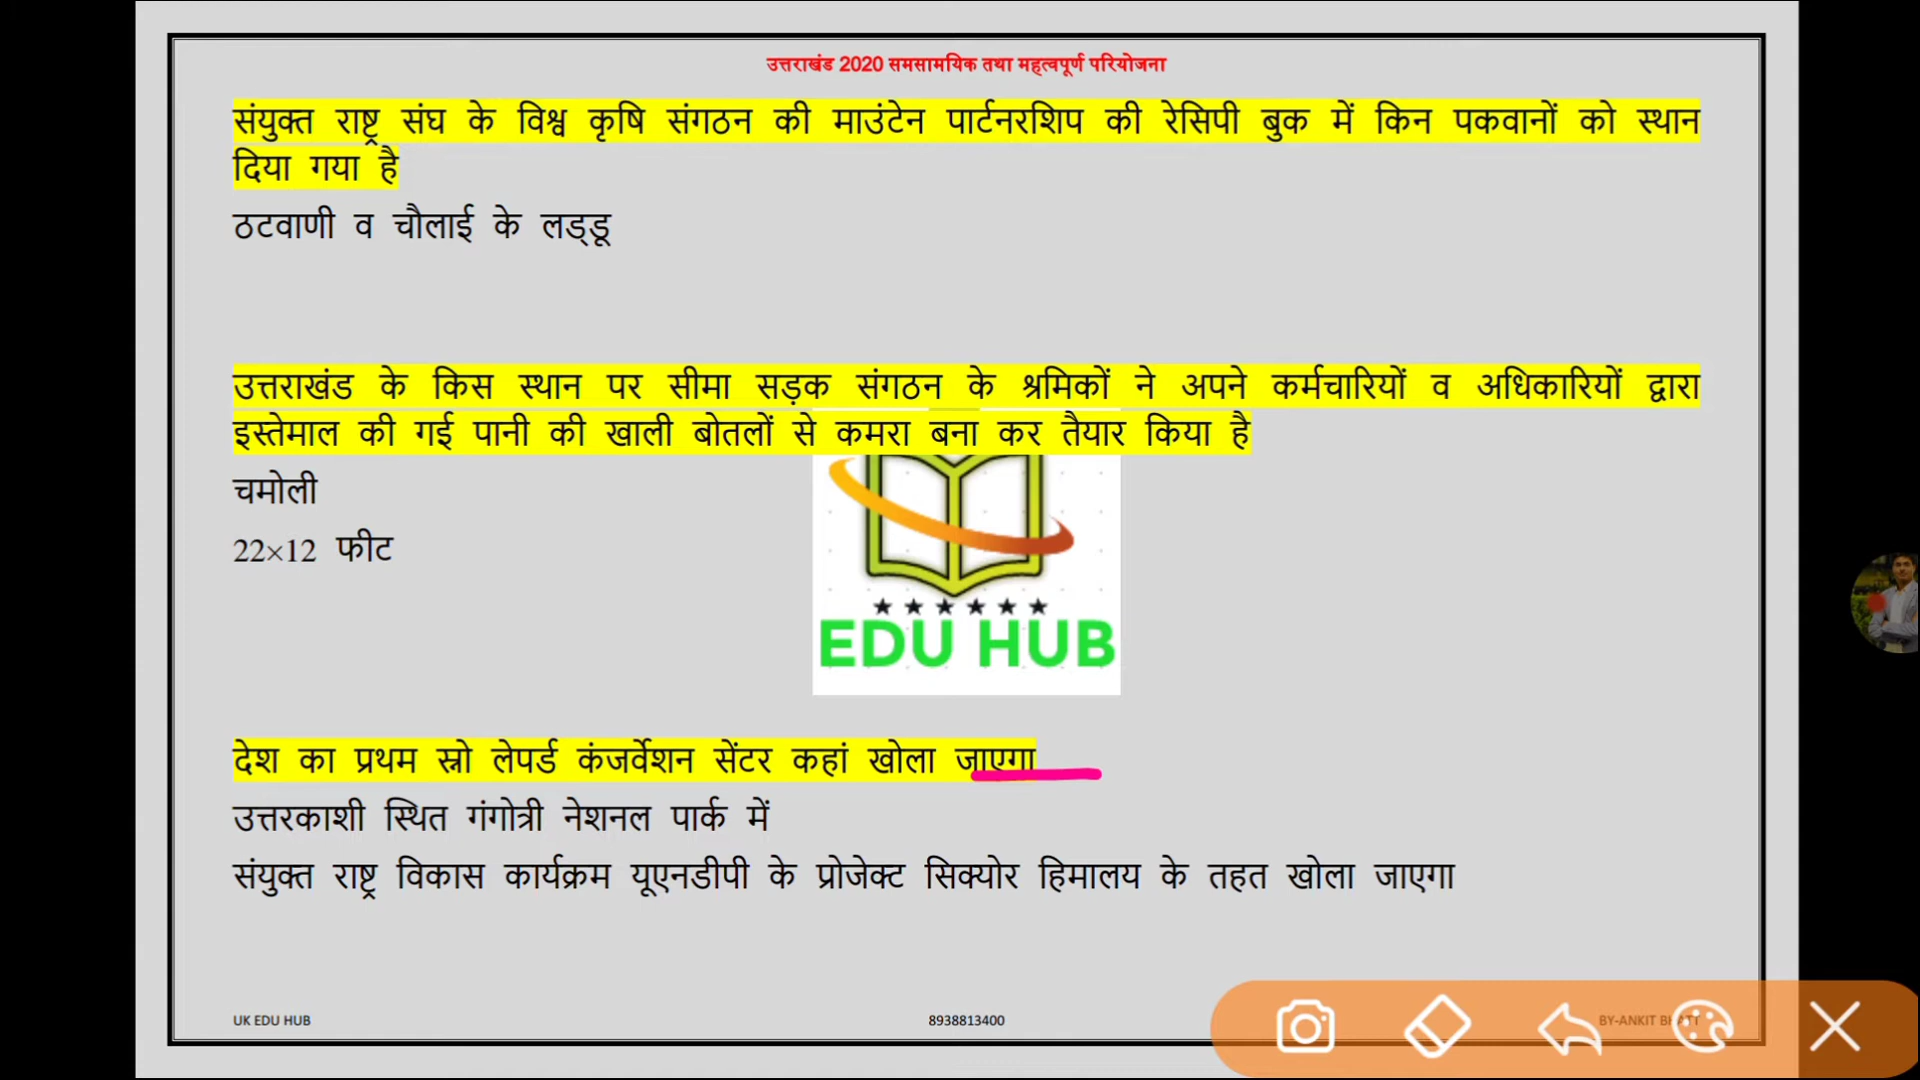 उत्तराखंड 2020 समसामयिक तथा महत्वपूर्ण परियोजना
संयुक्त राष्ट्र संघ के विश्व कृषि संगठन की माउंटेन पार्टनरशिप की रेसिपी बुक में किन पकवानों को स्थान
दिया गया है
ठटवाणी व चौलाई के लड्डू
उत्तराखंड के किस स्थान पर सीमा सड़क संगठन के श्रमिकों ने अपने कर्मचारियों व अधिकारियों द्वारा
इस्तेमाल की गई पानी की खाली बोतलों से कमरा बना कर तैयार किया है
चमोली
22×12 फीट
EDU HUB
देश का प्रथम स्नो लेपर्ड कंजर्वेशन सेंटर कहां खोला जाएगा
उत्तरकाशी स्थित गंगोत्री नेशनल पार्क में
संयुक्त राष्ट्र विकास कार्यक्रम यूएनडीपी के प्रोजेक्ट सिक्योर हिमालय के तहत खोला जाएगा
UK EDU HUB
8938813400
BY-ANKIT BHATT